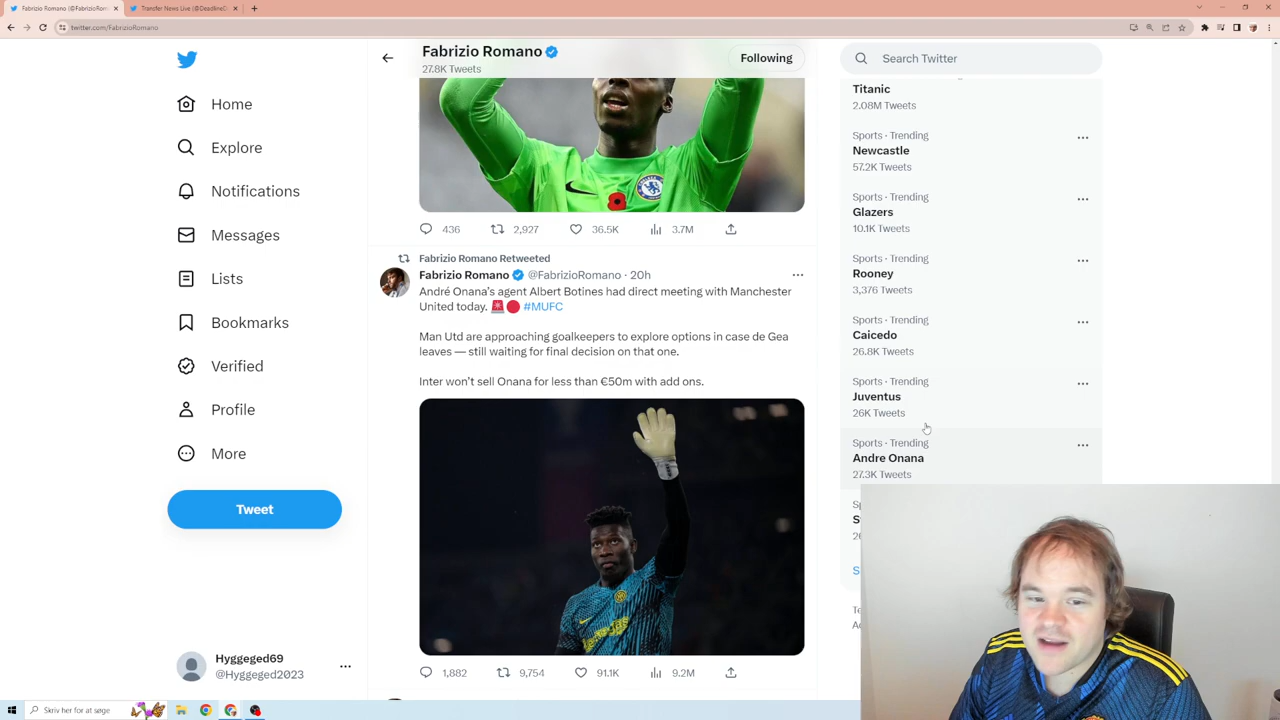 Fabrizio Romano (@FabrizioRoman
Transfer News Live (@DeadlineD
twitter.com/FabrizioRomano
Fabrizio Romano
27.8K Tweets
Following
Search Twitter
Home
Explore
Notifications
Messages
Lists
Bookmarks
Verified
Profile
More
Tweet
Hyggeged69
@Hyggeged2023
436
2,927
36.5K
3.7M
Fabrizio Romano Retweeted
Fabrizio Romano @FabrizioRomano · 20h
André Onana's agent Albert Botines had direct meeting with Manchester
United today. #MUFC
Man Utd are approaching goalkeepers to explore options in case de Gea
leaves — still waiting for final decision on that one.
Inter won't sell Onana for less than €50m with add ons.
1,882
9,754
91.1K
9.2M
Titanic
2.08M Tweets
Sports · Trending
Newcastle
57.2K Tweets
Sports · Trending
Glazers
10.1K Tweets
Sports · Trending
Rooney
3,376 Tweets
Sports · Trending
Caicedo
26.8K Tweets
Sports · Trending
Juventus
26K Tweets
Sports · Trending
Andre Onana
27.3K Tweets
Skriv her for at søge